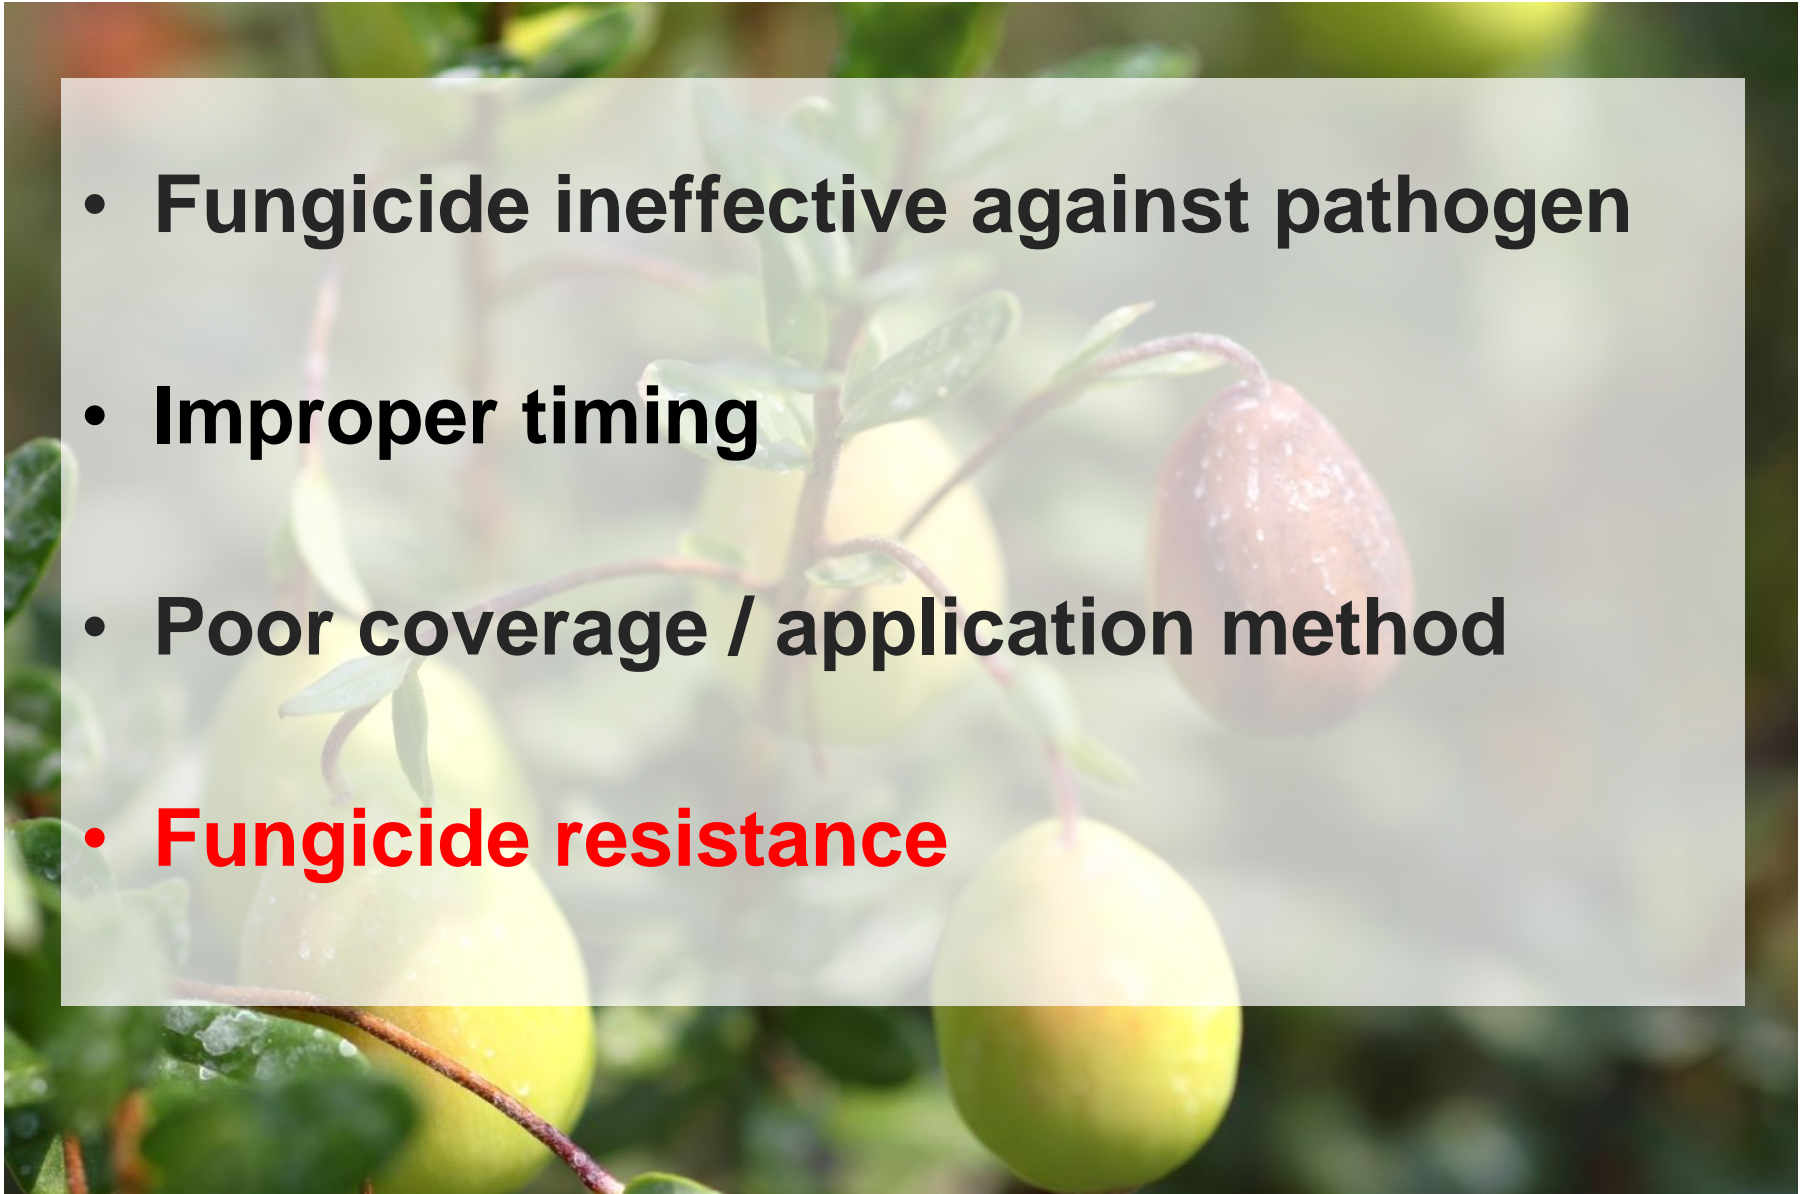 • Fungicide ineffective against pathogen
• Improper timing
• Poor coverage / application method
• Fungicide resistance